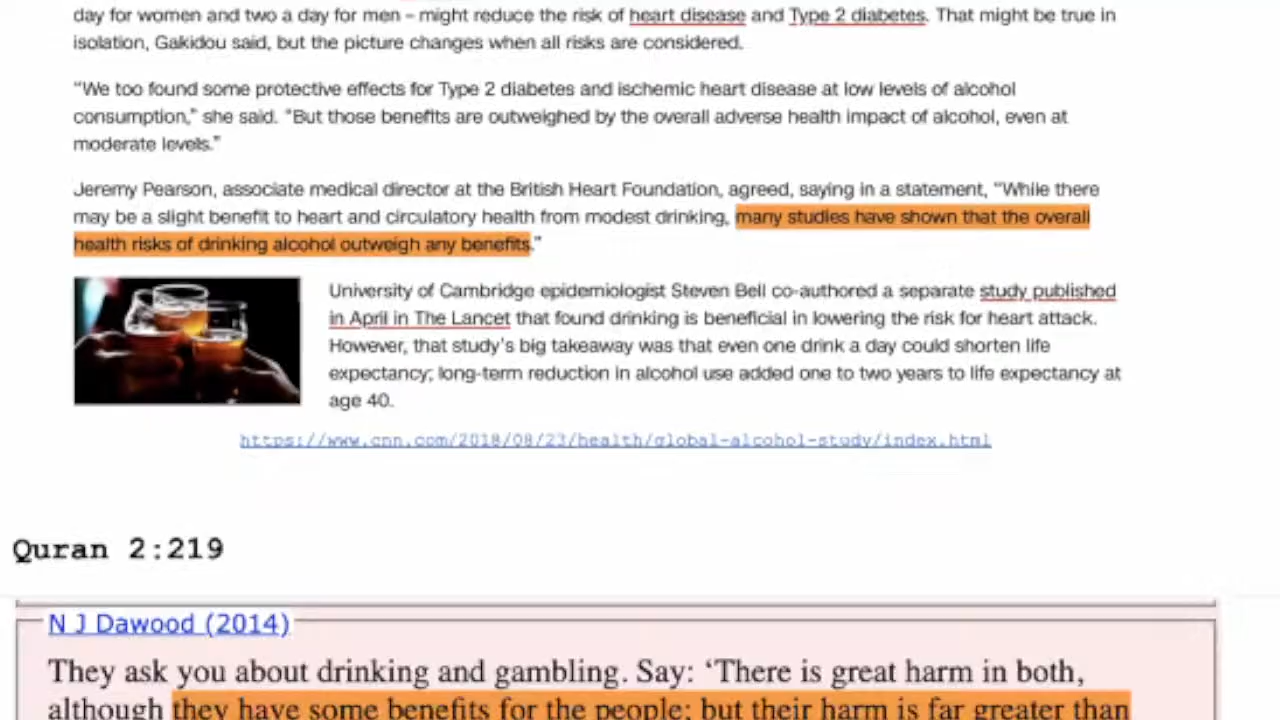 day for women and two a day for men – might reduce the risk of heart disease and Type 2 diabetes. That might be true in
isolation, Gakidou said, but the picture changes when all risks are considered.
“We too found some protective effects for Type 2 diabetes and ischemic heart disease at low levels of alcohol
consumption,” she said. “But those benefits are outweighed by the overall adverse health impact of alcohol, even at
moderate levels.”
Jeremy Pearson, associate medical director at the British Heart Foundation, agreed, saying in a statement, “While there
may be a slight benefit to heart and circulatory health from modest drinking, many studies have shown that the overall
health risks of drinking alcohol outweigh any benefits.”
University of Cambridge epidemiologist Steven Bell co-authored a separate study published
in April in The Lancet that found drinking is beneficial in lowering the risk for heart attack.
However, that study’s big takeaway was that even one drink a day could shorten life
expectancy; long-term reduction in alcohol use added one to two years to life expectancy at
age 40.
https://www.cnn.com/2018/08/23/health/global-alcohol-study/index.html
Quran 2:219
N J Dawood (2014)
They ask you about drinking and gambling. Say: ‘There is great harm in both,
although they have some benefits for the people; but their harm is far greater than